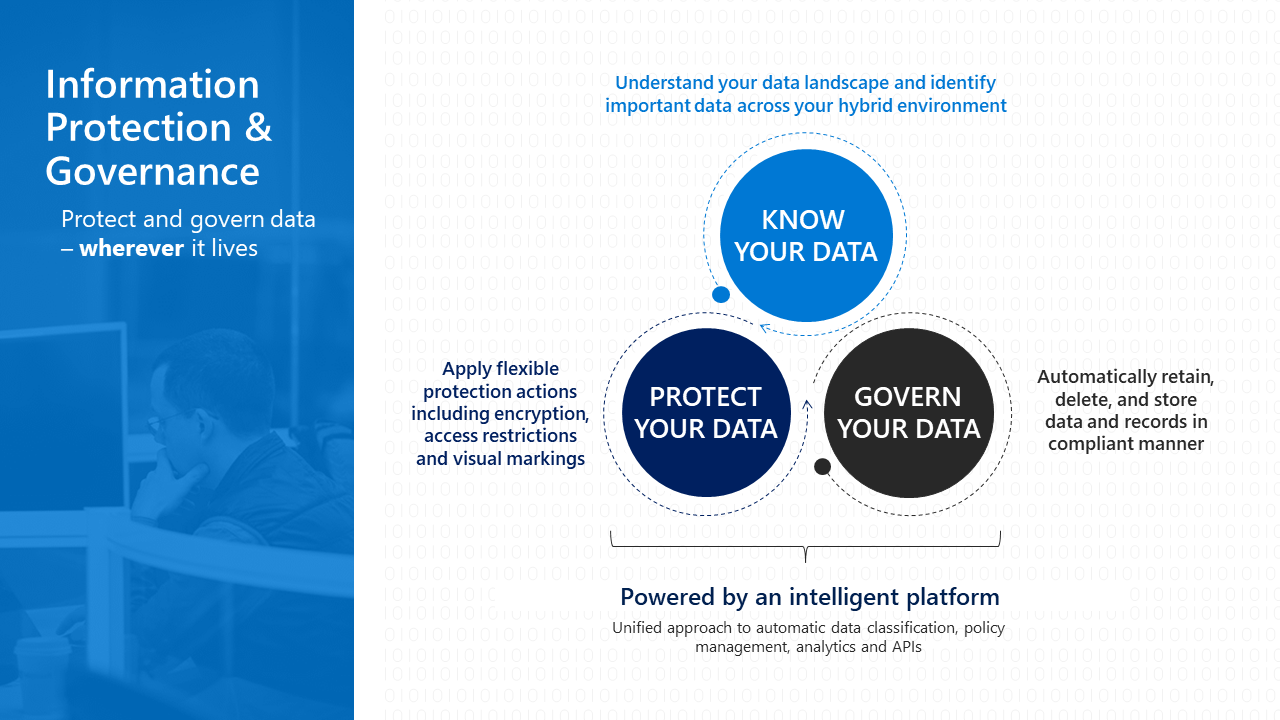 Information
Protection &
Governance
Protect and govern data
– wherever it lives
Understand your data landscape and identify
important data across your hybrid environment
KNOW
YOUR DATA
Apply flexible
protection actions
including encryption,
access restrictions
and visual markings
PROTECT
YOUR DATA
GOVERN
YOUR DATA
Automatically retain,
delete, and store
data and records in
compliant manner
Powered by an intelligent platform
Unified approach to automatic data classification, policy
management, analytics and APIs